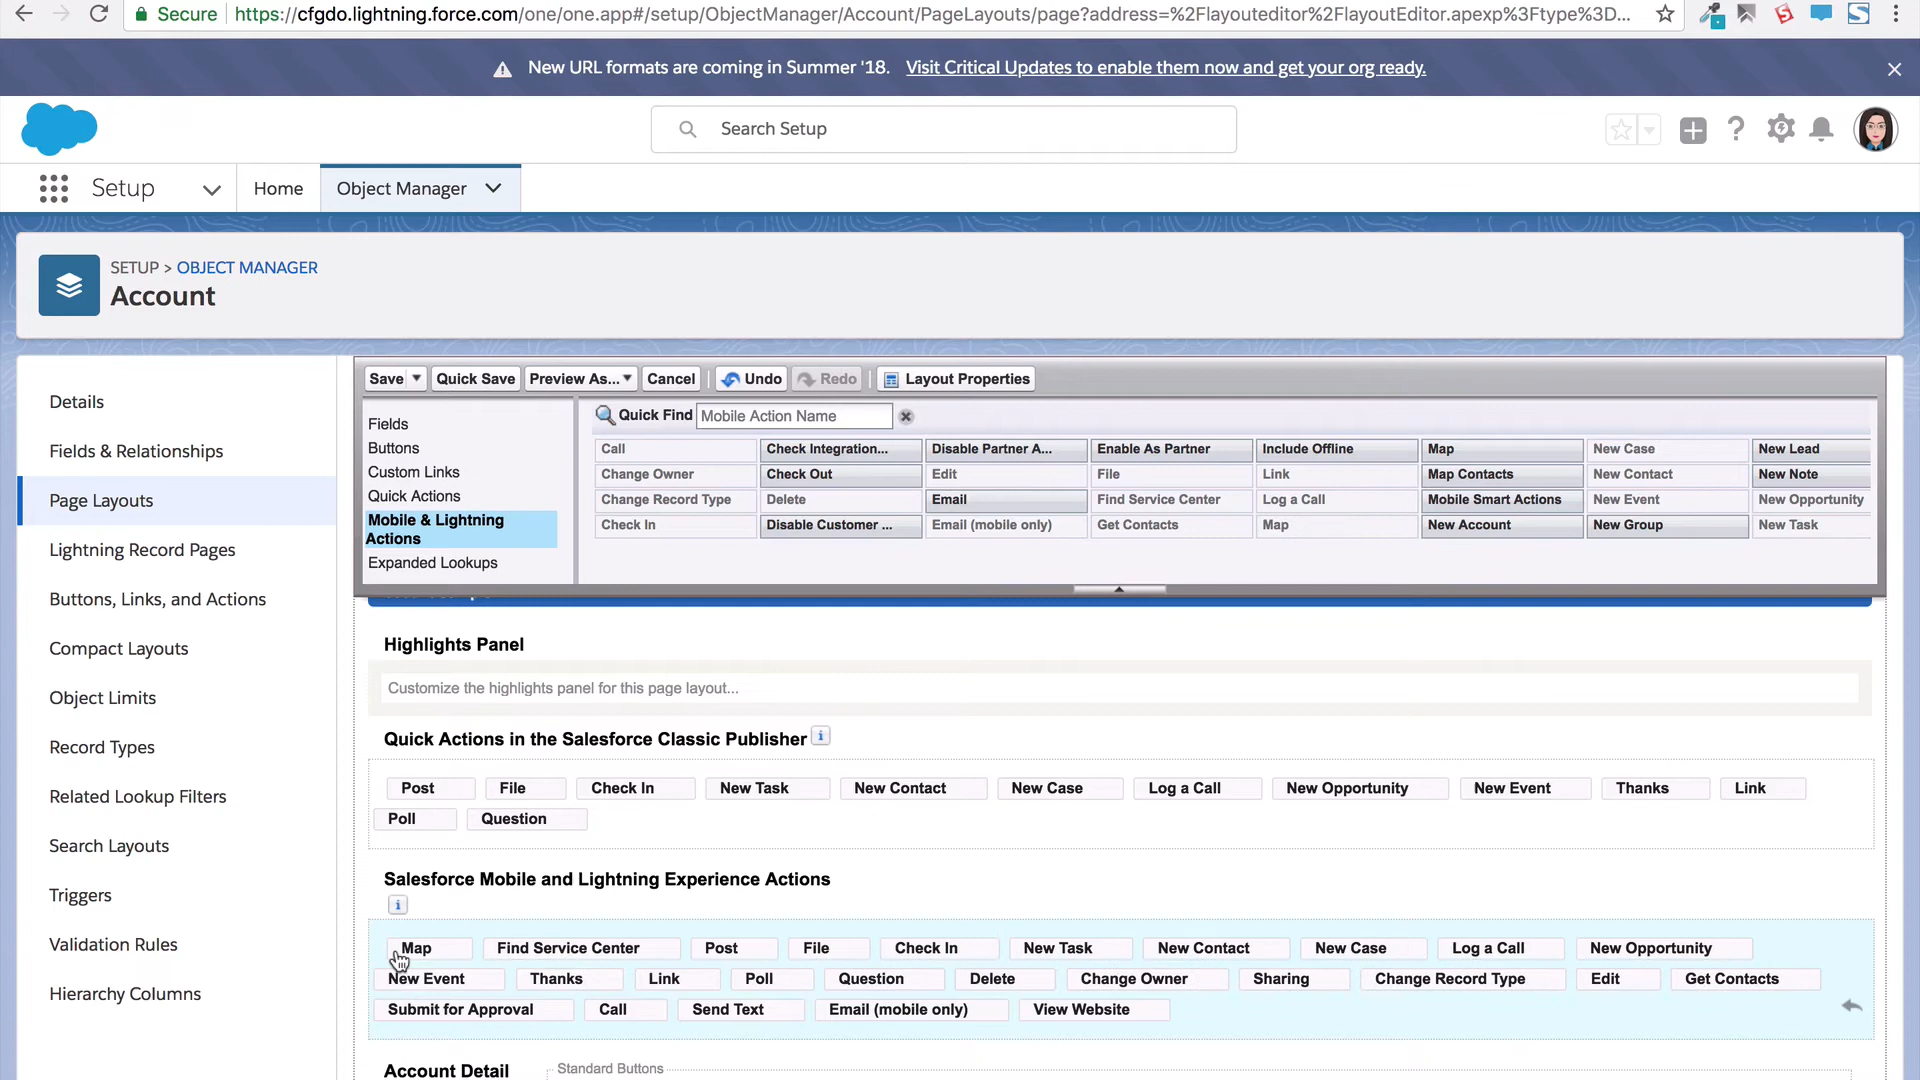 Secure https://cfgdo.lightning.force.com/one/one.app#/setup/ObjectManager/Account/PageLayouts/page?address=%2Flayouteditor%2FlayoutEditor.apexp%3Ftype%3D...
New URL formats are coming in Summer '18. Visit Critical Updates to enable them now and get your org ready.
Search Setup
Setup Home Object Manager
SETUP > OBJECT MANAGER
Account
Details
Fields & Relationships
Page Layouts
Lightning Record Pages
Buttons, Links, and Actions
Compact Layouts
Object Limits
Record Types
Related Lookup Filters
Search Layouts
Triggers
Validation Rules
Hierarchy Columns
Save Quick Save Preview As... Cancel Undo Redo Layout Properties
Fields
Buttons
Custom Links
Quick Actions
Mobile & Lightning
Actions
Expanded Lookups
Quick Find Mobile Action Name
Call Check Integration... Disable Partner A... Enable As Partner Include Offline Map New Case New Lead
Change Owner Check Out Edit File Link Map Contacts New Contact New Note
Change Record Type Delete Email Find Service Center Log a Call Mobile Smart Actions New Event New Opportunity
Check In Disable Customer ... Email (mobile only) Get Contacts Map New Account New Group New Task
Highlights Panel
Customize the highlights panel for this page layout...
Quick Actions in the Salesforce Classic Publisher
Post File Check In New Task New Contact New Case Log a Call New Opportunity New Event Thanks Link
Poll Question
Salesforce Mobile and Lightning Experience Actions
Map Find Service Center Post File Check In New Task New Contact New Case Log a Call New Opportunity
New Event Thanks Link Poll Question Delete Change Owner Sharing Change Record Type Edit Get Contacts
Submit for Approval Call Send Text Email (mobile only) View Website
Account Detail Standard Buttons